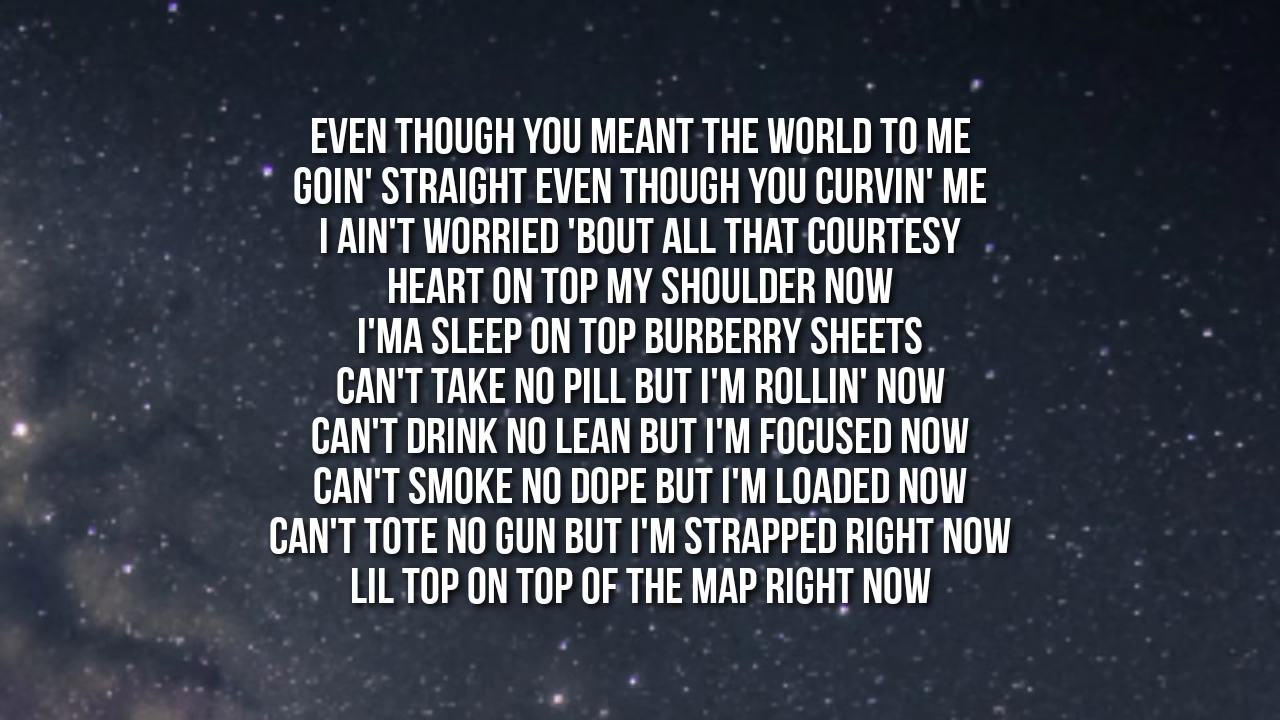 EVEN THOUGH YOU MEANT THE WORLD TO ME
GOIN' STRAIGHT EVEN THOUGH YOU CURVIN' ME
I AIN'T WORRIED 'BOUT ALL THAT COURTESY
HEART ON TOP MY SHOULDER NOW
I'MA SLEEP ON TOP BURBERRY SHEETS
CAN'T TAKE NO PILL BUT I'M ROLLIN' NOW
CAN'T DRINK NO LEAN BUT I'M FOCUSED NOW
CAN'T SMOKE NO DOPE BUT I'M LOADED NOW
CAN'T TOTE NO GUN BUT I'M STRAPPED RIGHT NOW
LIL TOP ON TOP OF THE MAP RIGHT NOW